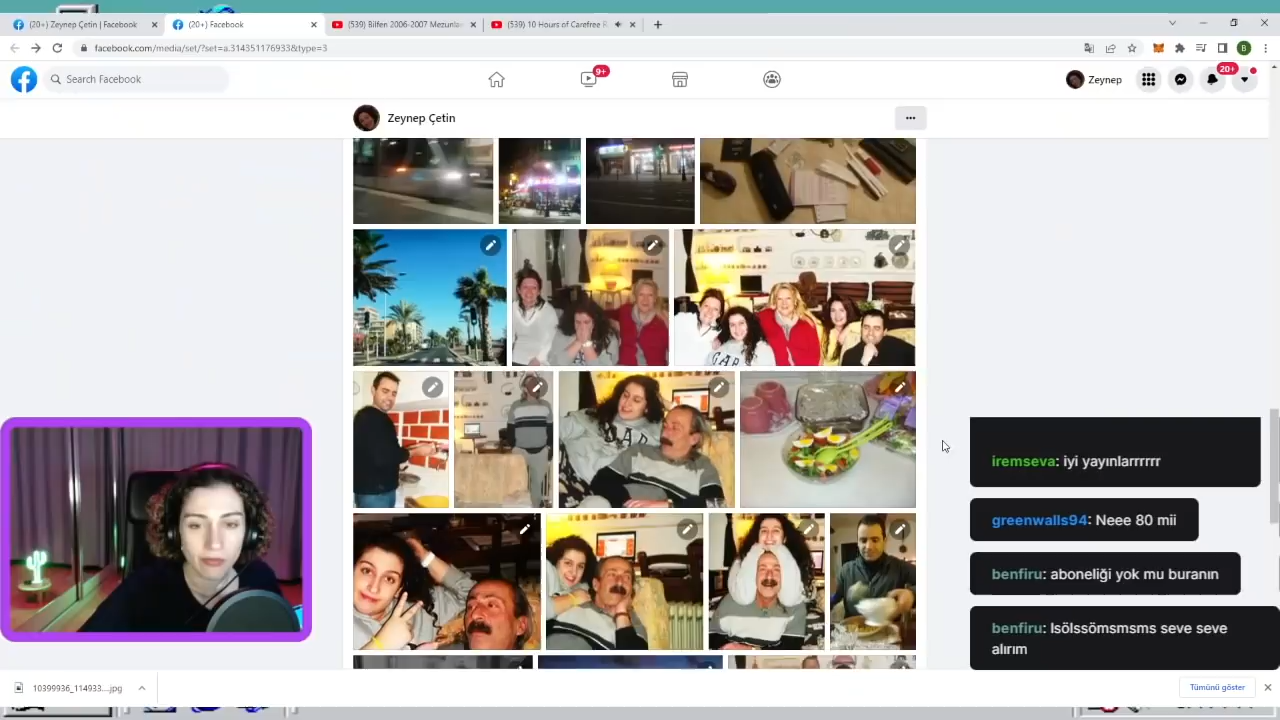 (20+) Zeynep Çetin | Facebook
(20+) Facebook
(539) Bilfen 2006-2007 Mezunla
(539) 10 Hours of Carefree
facebook.com/media/set/?set=a.314351176933&type=3
B
Search Facebook
9+
Zeynep
20+
Zeynep Çetin
GAP
GAP
iremseva: iyi yayınlarrrrrr
greenwalls94: Neee 80 mii
benfiru: aboneliği yok mu buranın
benfiru: Isölssömsmsms seve seve
alırım
10399936_114933....jpg
Tümünü göster